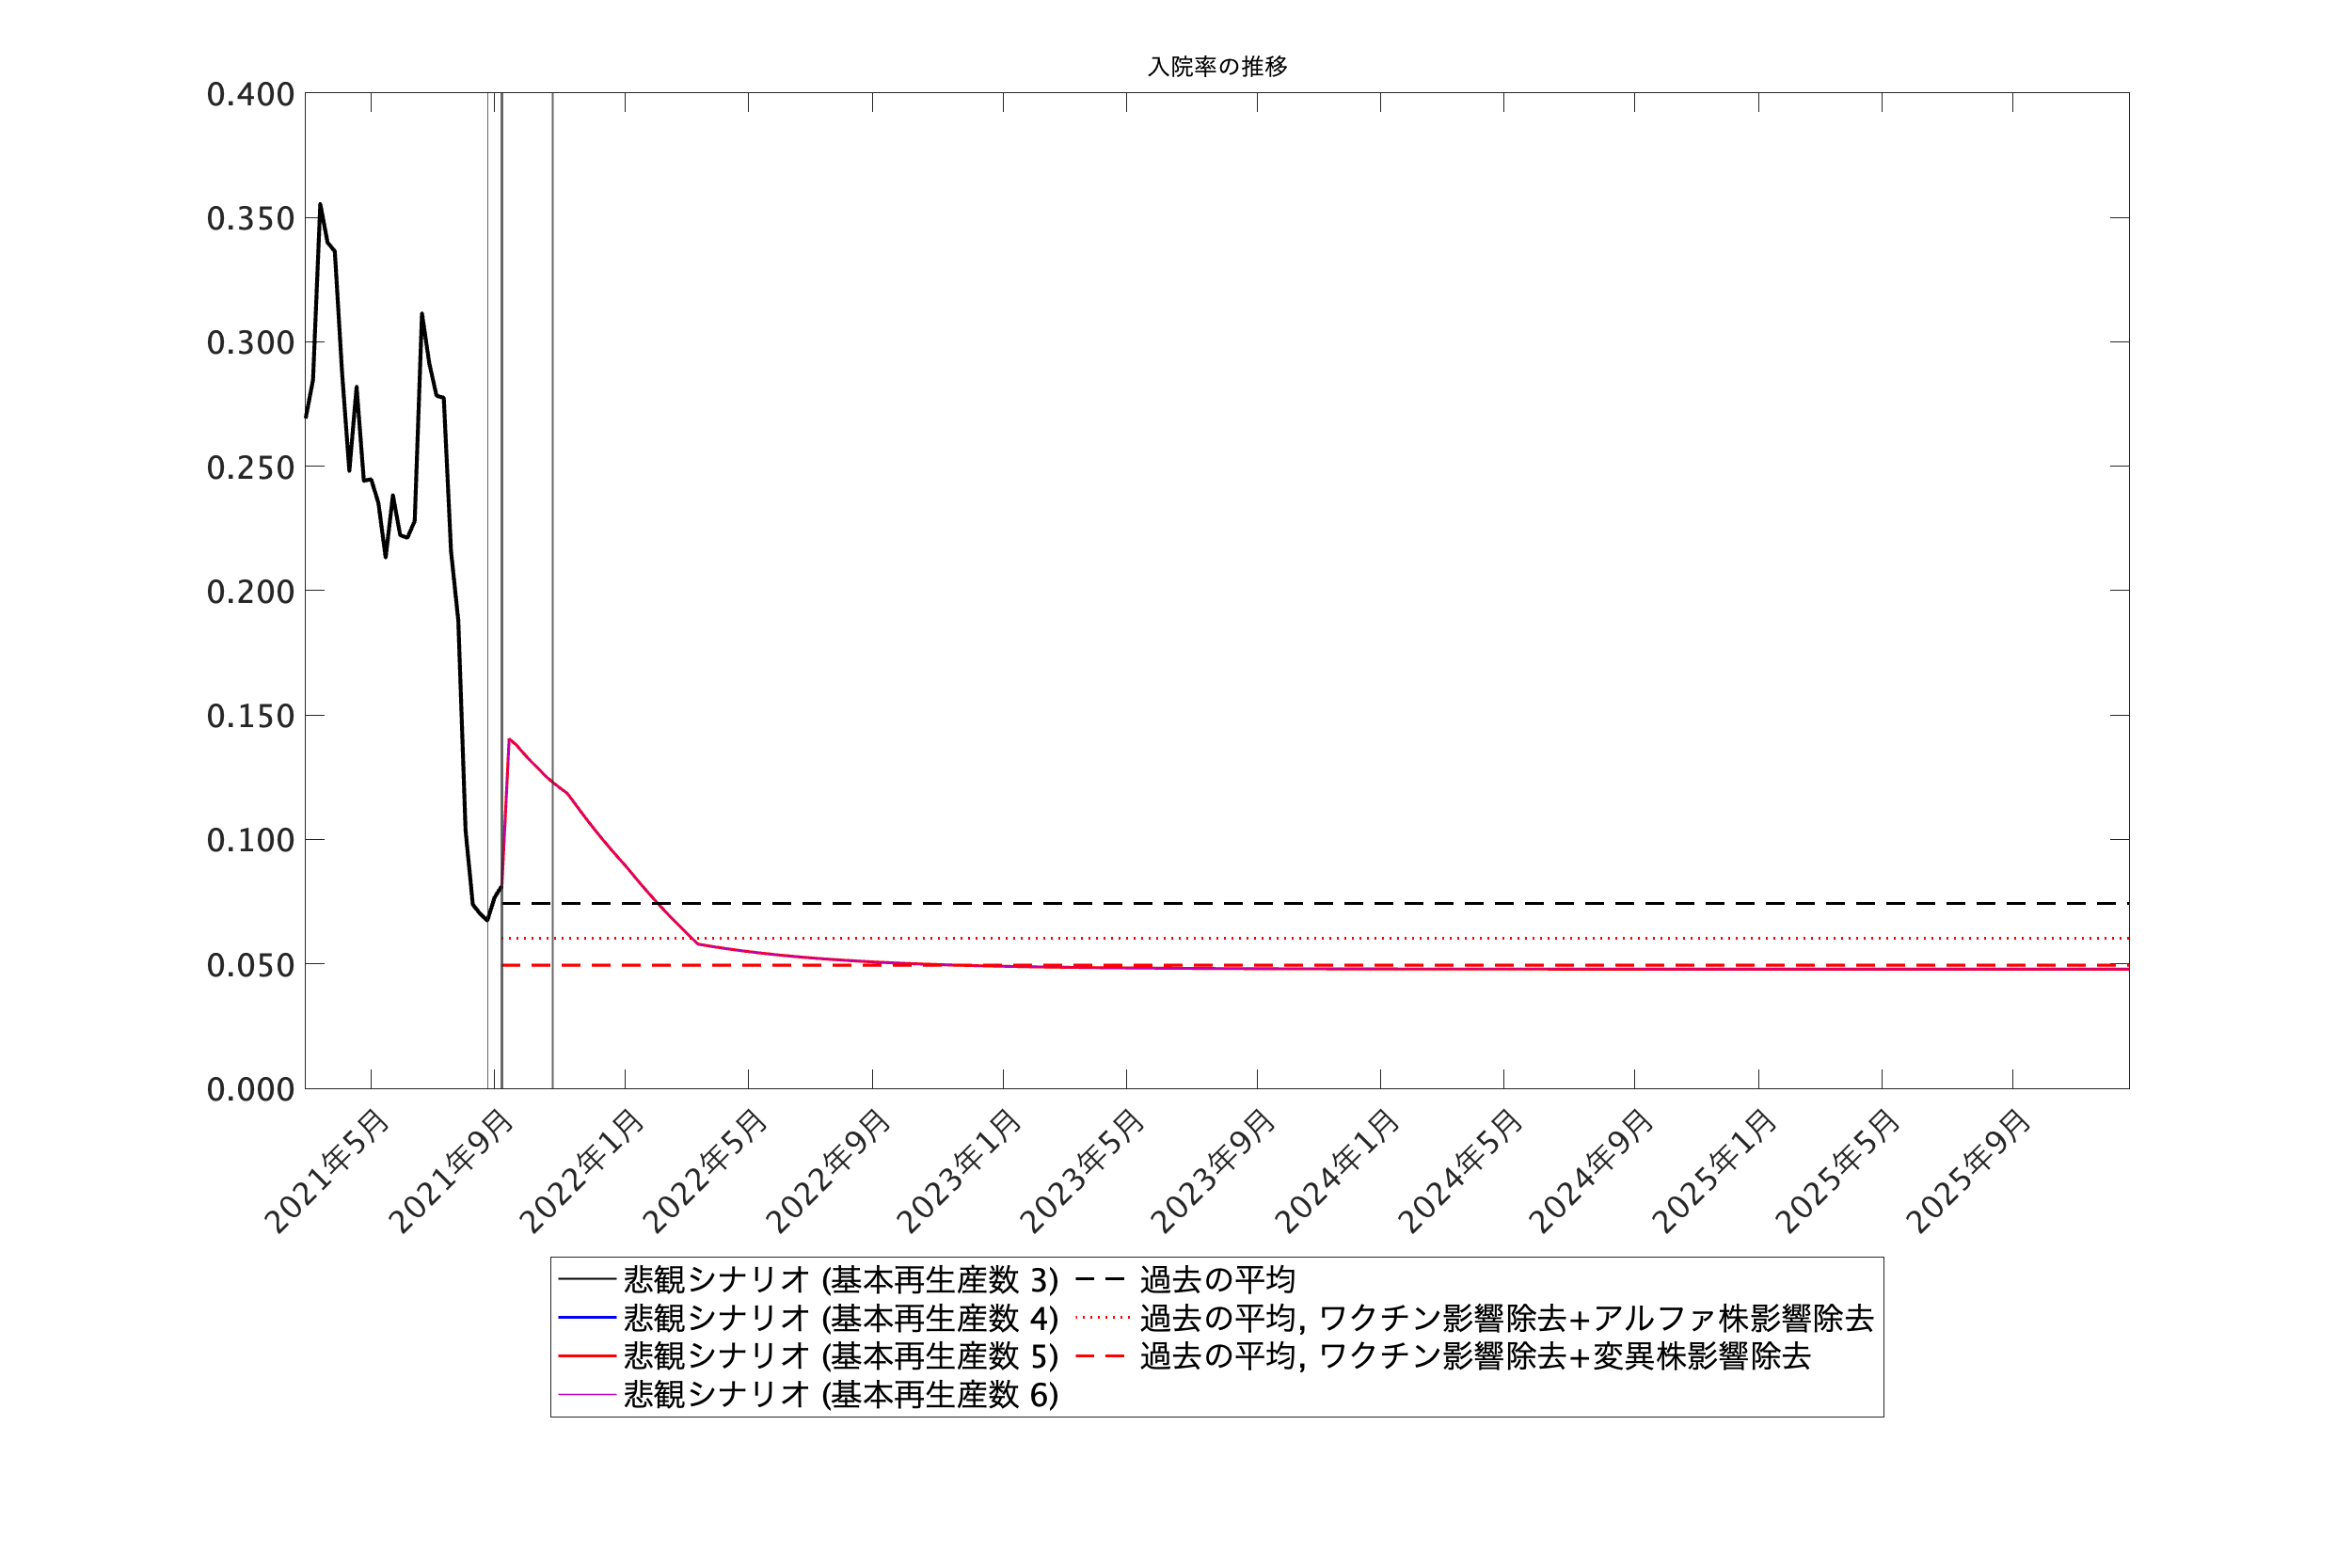 入院率の推移
0.400
0.350
0.300
0.250
0.200
0.150
0.100
0.050
0.000
2021年5月
2021年9月
2022年1月
2022年5月
2022年9月
2023年1月
2023年5月
2023年9月
2024年1月
2024年5月
2024年9月
2025年1月
2025年5月
2025年9月
悲観シナリオ (基本再生産数 3)
悲観シナリオ (基本再生産数 4)
悲観シナリオ (基本再生産数 5)
悲観シナリオ (基本再生産数 6)
過去の平均
過去の平均, ワクチン影響除去+アルファ株影響除去
過去の平均, ワクチン影響除去+変異株影響除去